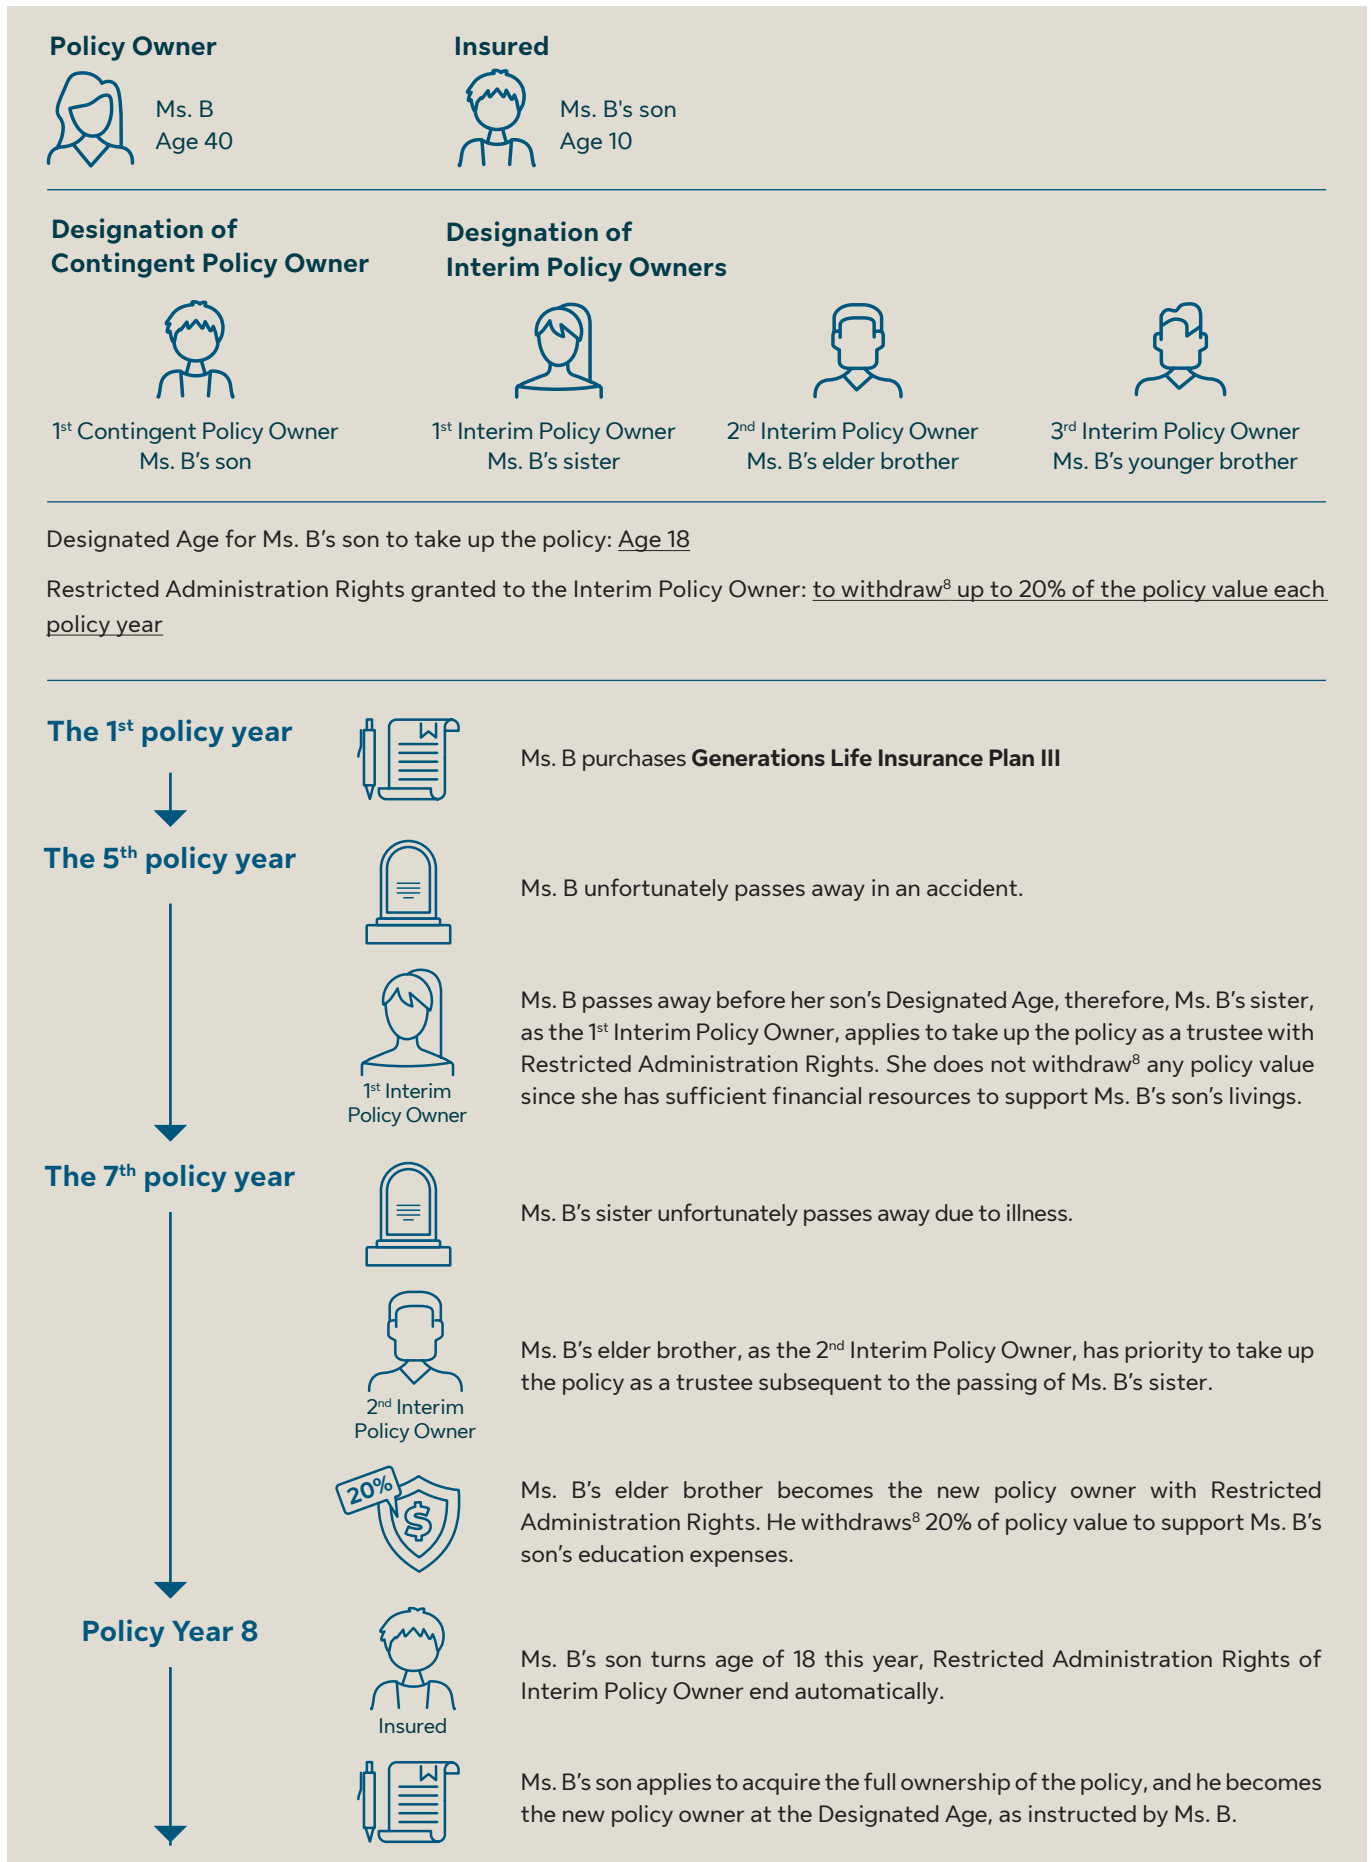 Policy Owner
Ms. B
Age 40
Insured
Ms. B's son
Age 10
Designation of
Contingent Policy Owner
Designation of
Interim Policy Owners
1st Contingent Policy Owner
Ms. B’s son
1st Interim Policy Owner
Ms. B’s sister
2nd Interim Policy Owner
Ms. B’s elder brother
3rd Interim Policy Owner
Ms. B’s younger brother
Designated Age for Ms. B’s son to take up the policy: Age 18
Restricted Administration Rights granted to the Interim Policy Owner: to withdraw8 up to 20% of the policy value each
policy year
The 1st policy year
Ms. B purchases Generations Life Insurance Plan III
The 5th policy year
Ms. B unfortunately passes away in an accident.
1st Interim
Policy Owner
Ms. B passes away before her son’s Designated Age, therefore, Ms. B’s sister,
as the 1st Interim Policy Owner, applies to take up the policy as a trustee with
Restricted Administration Rights. She does not withdraw8 any policy value
since she has sufficient financial resources to support Ms. B’s son’s livings.
The 7th policy year
Ms. B’s sister unfortunately passes away due to illness.
2nd Interim
Policy Owner
Ms. B’s elder brother, as the 2nd Interim Policy Owner, has priority to take up
the policy as a trustee subsequent to the passing of Ms. B’s sister.
20%
$
Ms. B’s elder brother becomes the new policy owner with Restricted
Administration Rights. He withdraws8 20% of policy value to support Ms. B’s
son’s education expenses.
Policy Year 8
Insured
Ms. B’s son turns age of 18 this year, Restricted Administration Rights of
Interim Policy Owner end automatically.
Ms. B’s son applies to acquire the full ownership of the policy, and he becomes
the new policy owner at the Designated Age, as instructed by Ms. B.